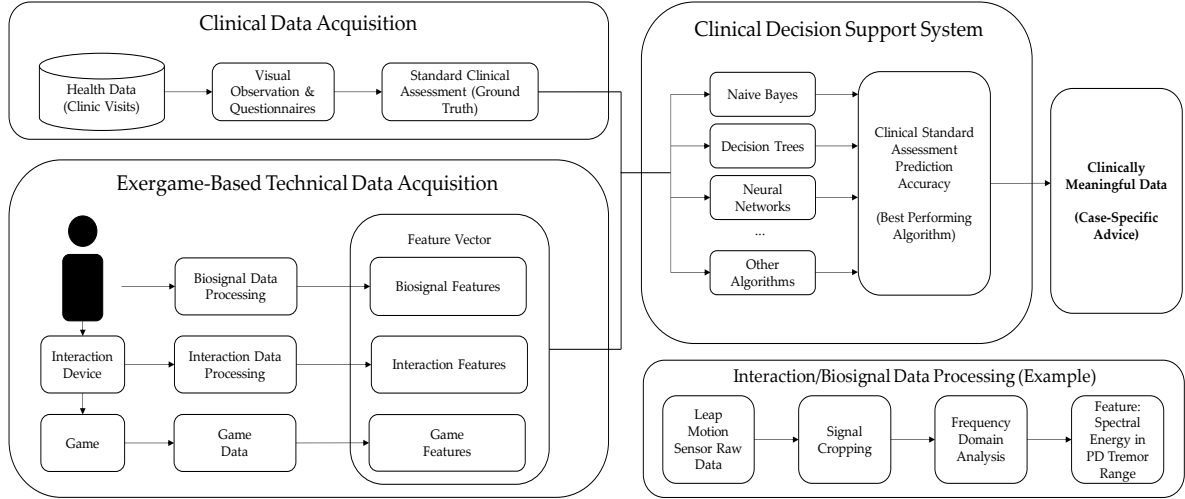 Clinical Data Acquisition
Health Data
(Clinic Visits)
Visual
Observation &
Questionnaires
Standard Clinical
Assessment (Ground
Truth)
Exergame-Based Technical Data Acquisition
Feature Vector
Biosignal Data
Processing
Biosignal Features
Interaction
Device
Interaction Data
Processing
Interaction Features
Game
Game
Data
Game
Features
Clinical Decision Support System
Naive Bayes
Decision Trees
Neural
Networks
...
Other
Algorithms
Clinical Standard
Assessment
Prediction
Accuracy
(Best Performing
Algorithm)
Clinically
Meaningful Data
(Case-Specific
Advice)
Interaction/Biosignal Data Processing (Example)
Leap
Motion
Sensor Raw
Data
Signal
Cropping
Frequency
Domain
Analysis
Feature:
Spectral
Energy in
PD Tremor
Range